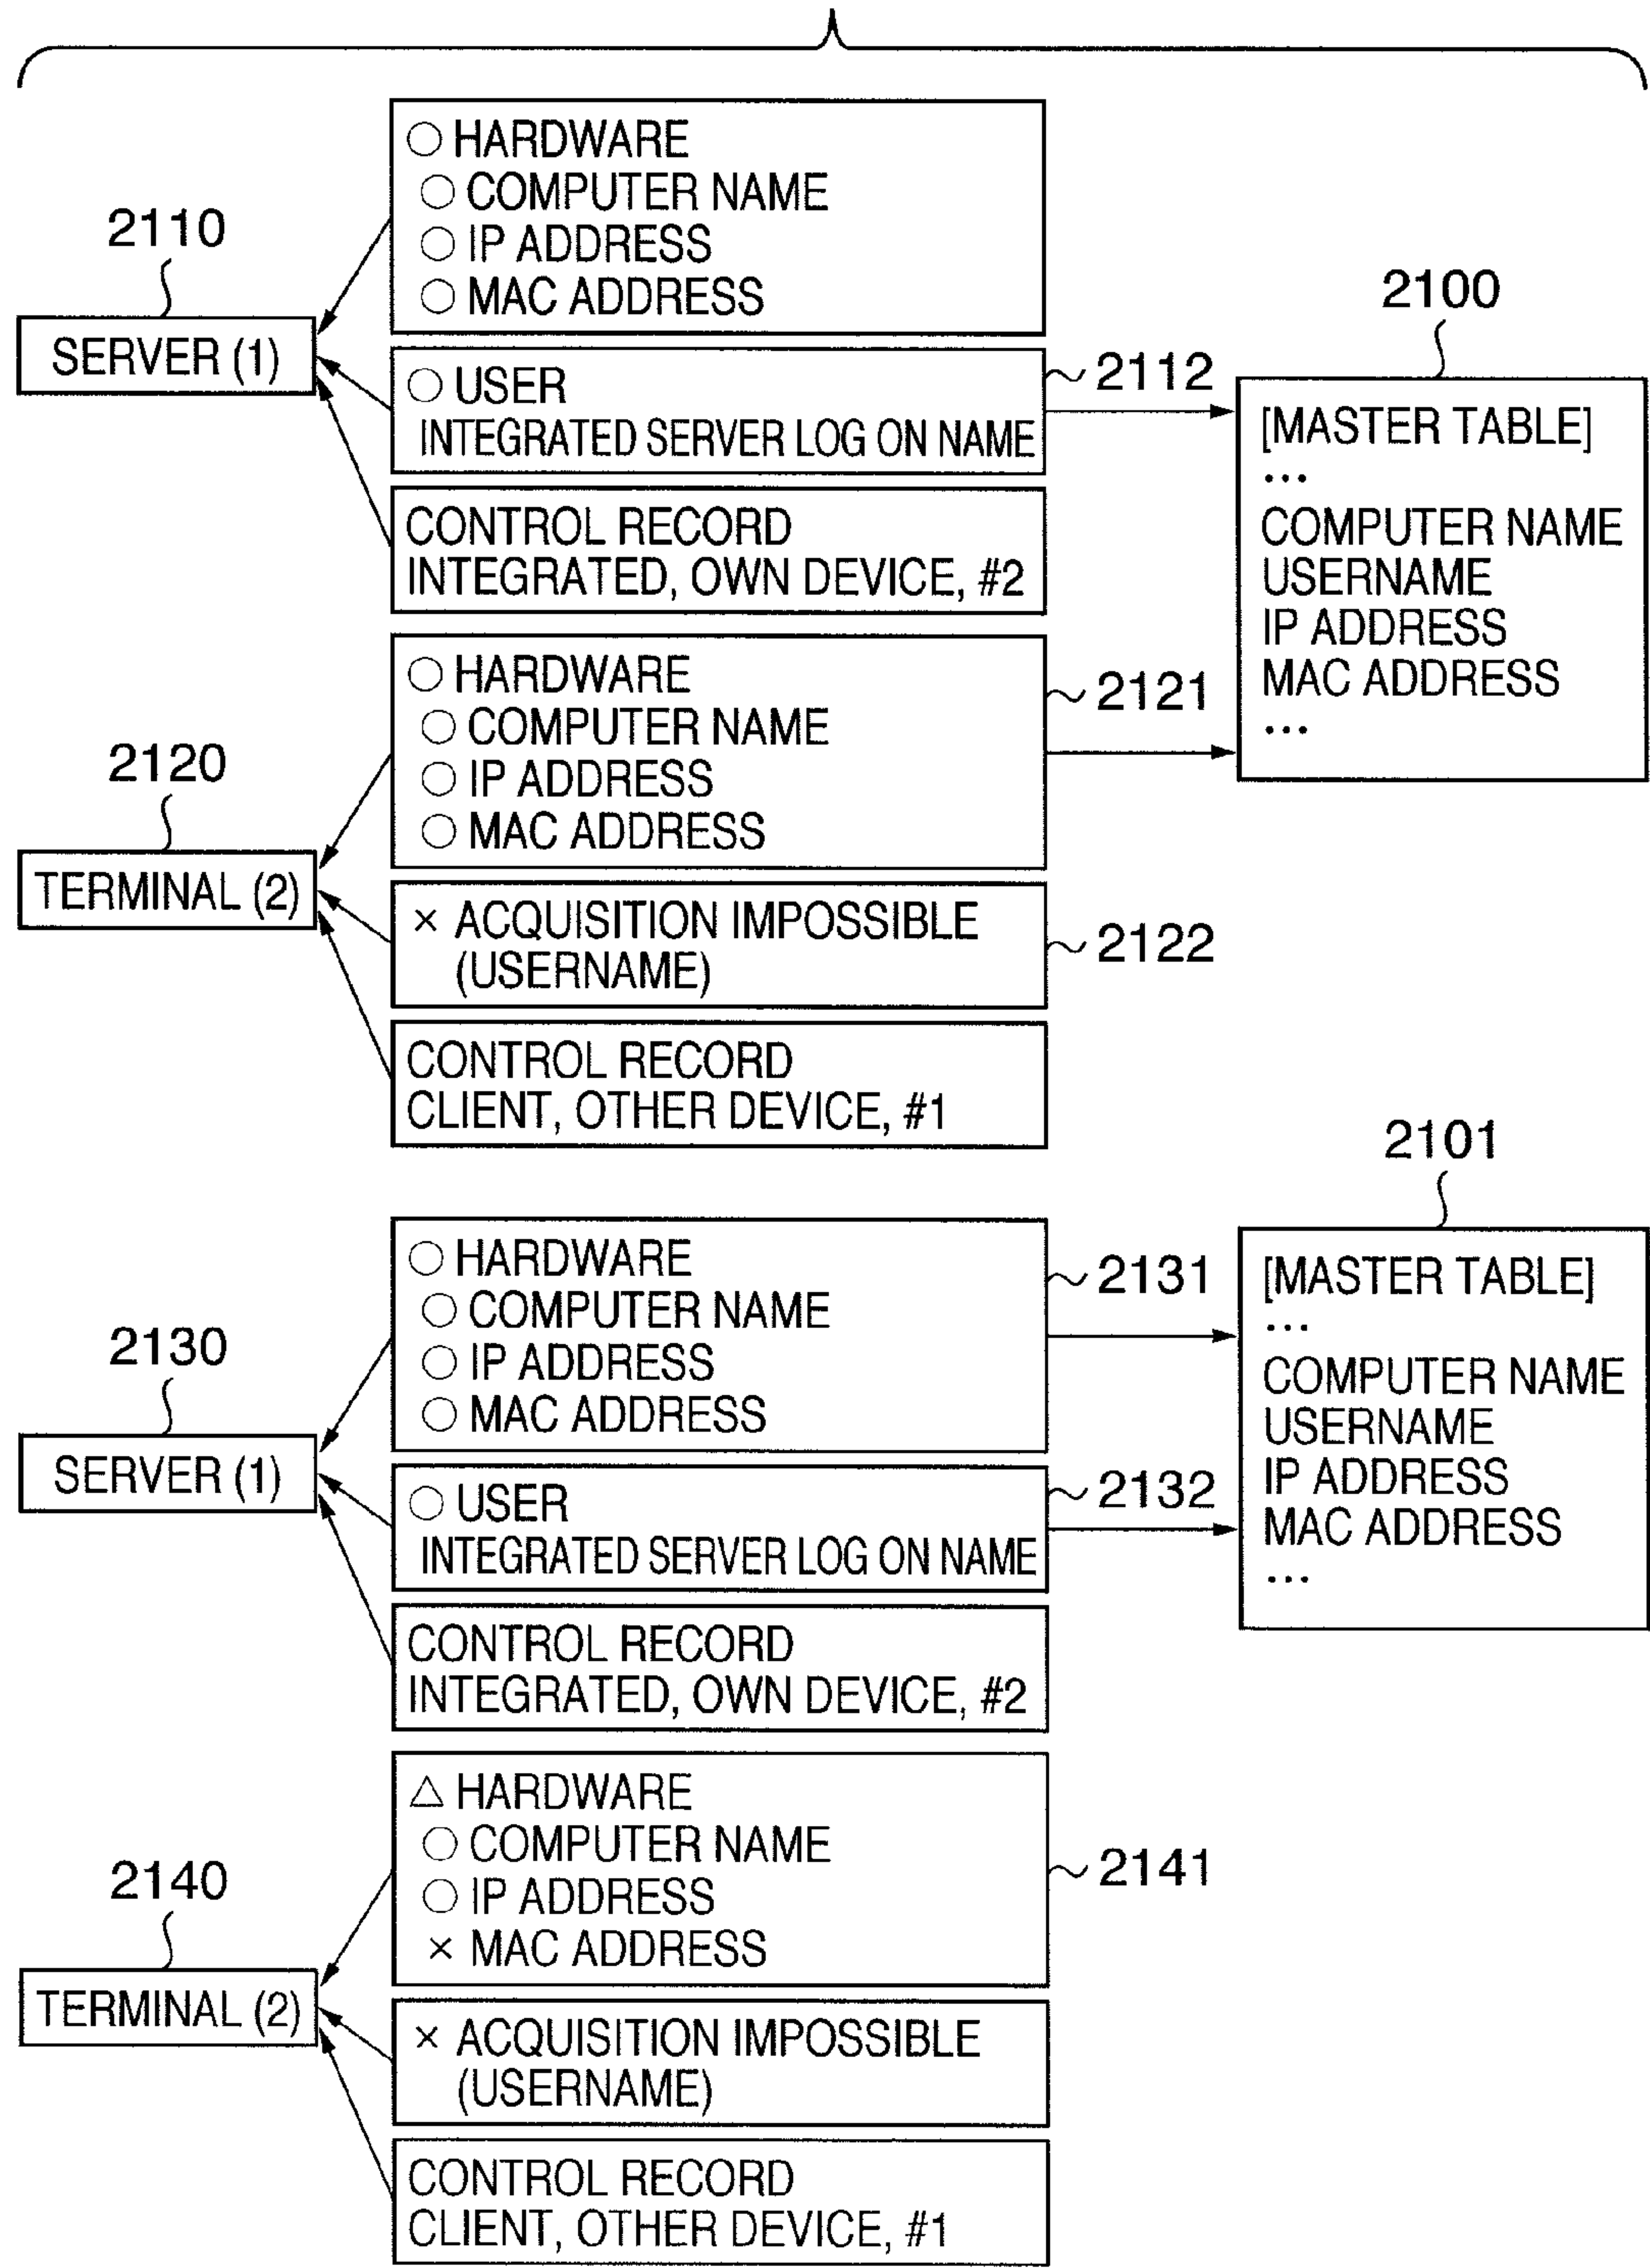 2110
SERVER (1)
○ HARDWARE
○ COMPUTER NAME
○ IP ADDRESS
○ MAC ADDRESS
○ USER
INTEGRATED SERVER LOG ON NAME
2112
CONTROL RECORD
INTEGRATED, OWN DEVICE, #2
2100
[MASTER TABLE]
...
COMPUTER NAME
USERNAME
IP ADDRESS
MAC ADDRESS
...
2120
TERMINAL (2)
○ HARDWARE
○ COMPUTER NAME
○ IP ADDRESS
○ MAC ADDRESS
2121
× ACQUISITION IMPOSSIBLE
(USERNAME)
2122
CONTROL RECORD
CLIENT, OTHER DEVICE, #1
2130
SERVER (1)
○ HARDWARE
○ COMPUTER NAME
○ IP ADDRESS
○ MAC ADDRESS
2131
○ USER
INTEGRATED SERVER LOG ON NAME
2132
CONTROL RECORD
INTEGRATED, OWN DEVICE, #2
2101
[MASTER TABLE]
...
COMPUTER NAME
USERNAME
IP ADDRESS
MAC ADDRESS
...
2140
TERMINAL (2)
△ HARDWARE
○ COMPUTER NAME
○ IP ADDRESS
× MAC ADDRESS
2141
× ACQUISITION IMPOSSIBLE
(USERNAME)
CONTROL RECORD
CLIENT, OTHER DEVICE, #1